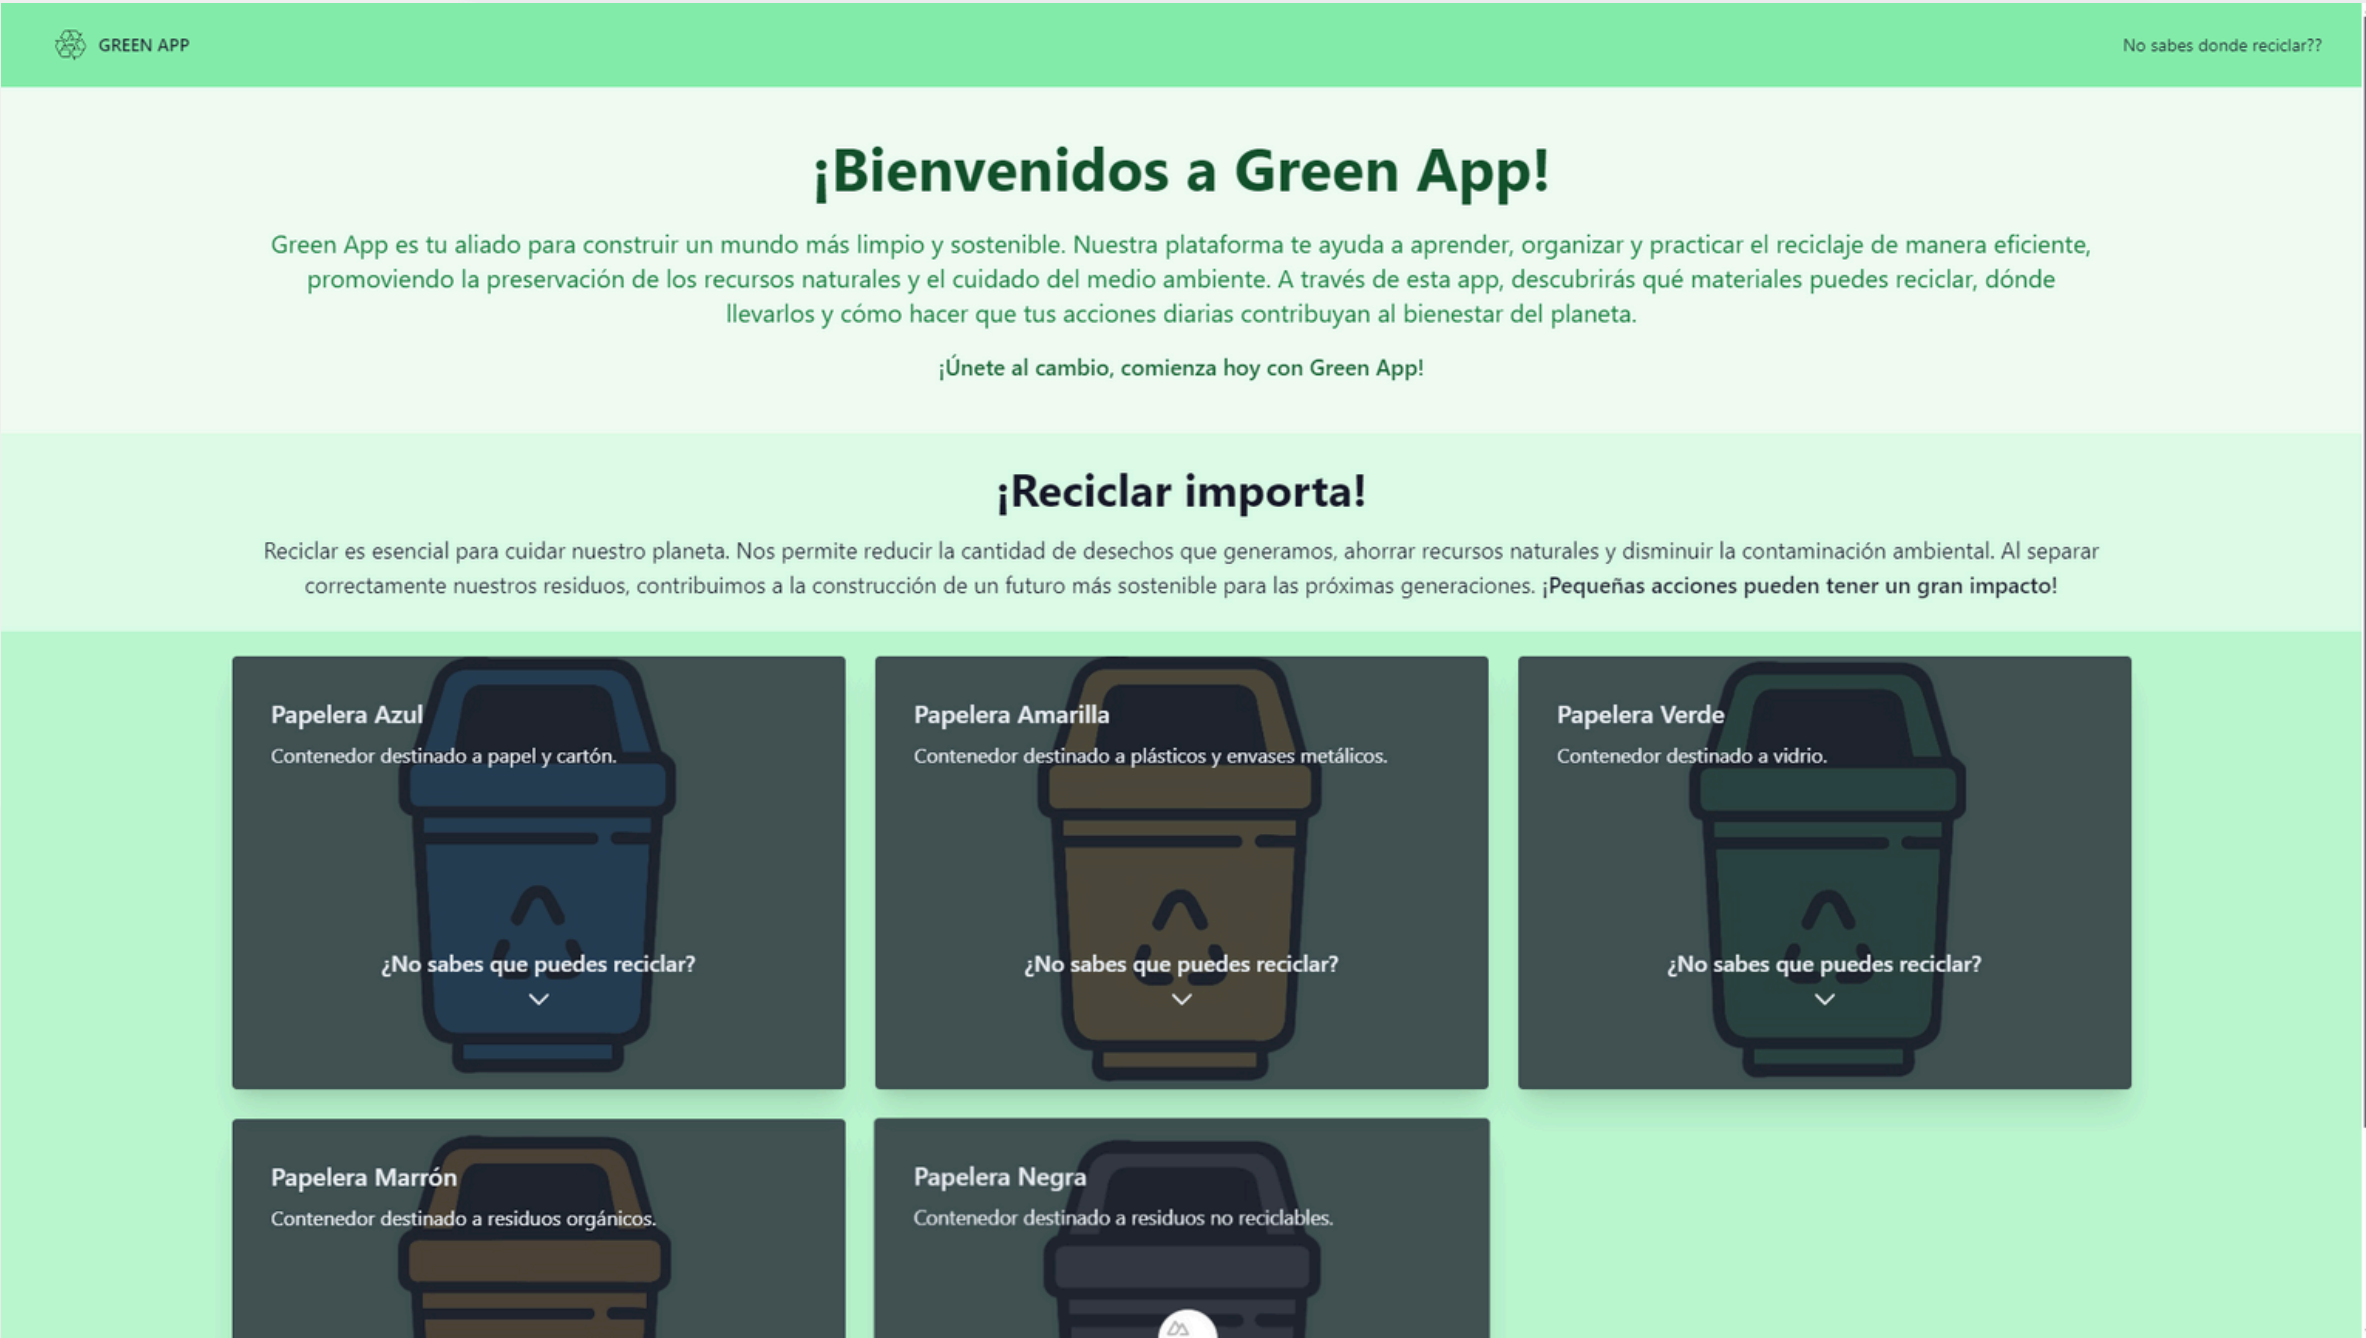 GREEN APP
No sabes donde reciclar??
¡Bienvenidos a Green App!
Green App es tu aliado para construir un mundo más limpio y sostenible. Nuestra plataforma te ayuda a aprender, organizar y practicar el reciclaje de manera eficiente,
promoviendo la preservación de los recursos naturales y el cuidado del medio ambiente. A través de esta app, descubrirás qué materiales puedes reciclar, dónde
llevarlos y cómo hacer que tus acciones diarias contribuyan al bienestar del planeta.
¡Únete al cambio, comienza hoy con Green App!
¡Reciclar importa!
Reciclar es esencial para cuidar nuestro planeta. Nos permite reducir la cantidad de desechos que generamos, ahorrar recursos naturales y disminuir la contaminación ambiental. Al separar
correctamente nuestros residuos, contribuimos a la construcción de un futuro más sostenible para las próximas generaciones. ¡Pequeñas acciones pueden tener un gran impacto!
Papelera Azul
Contenedor destinado a papel y cartón.
¿No sabes que puedes reciclar?
Papelera Amarilla
Contenedor destinado a plásticos y envases metálicos.
¿No sabes que puedes reciclar?
Papelera Verde
Contenedor destinado a vidrio.
¿No sabes que puedes reciclar?
Papelera Marrón
Contenedor destinado a residuos orgánicos.
Papelera Negra
Contenedor destinado a residuos no reciclables.